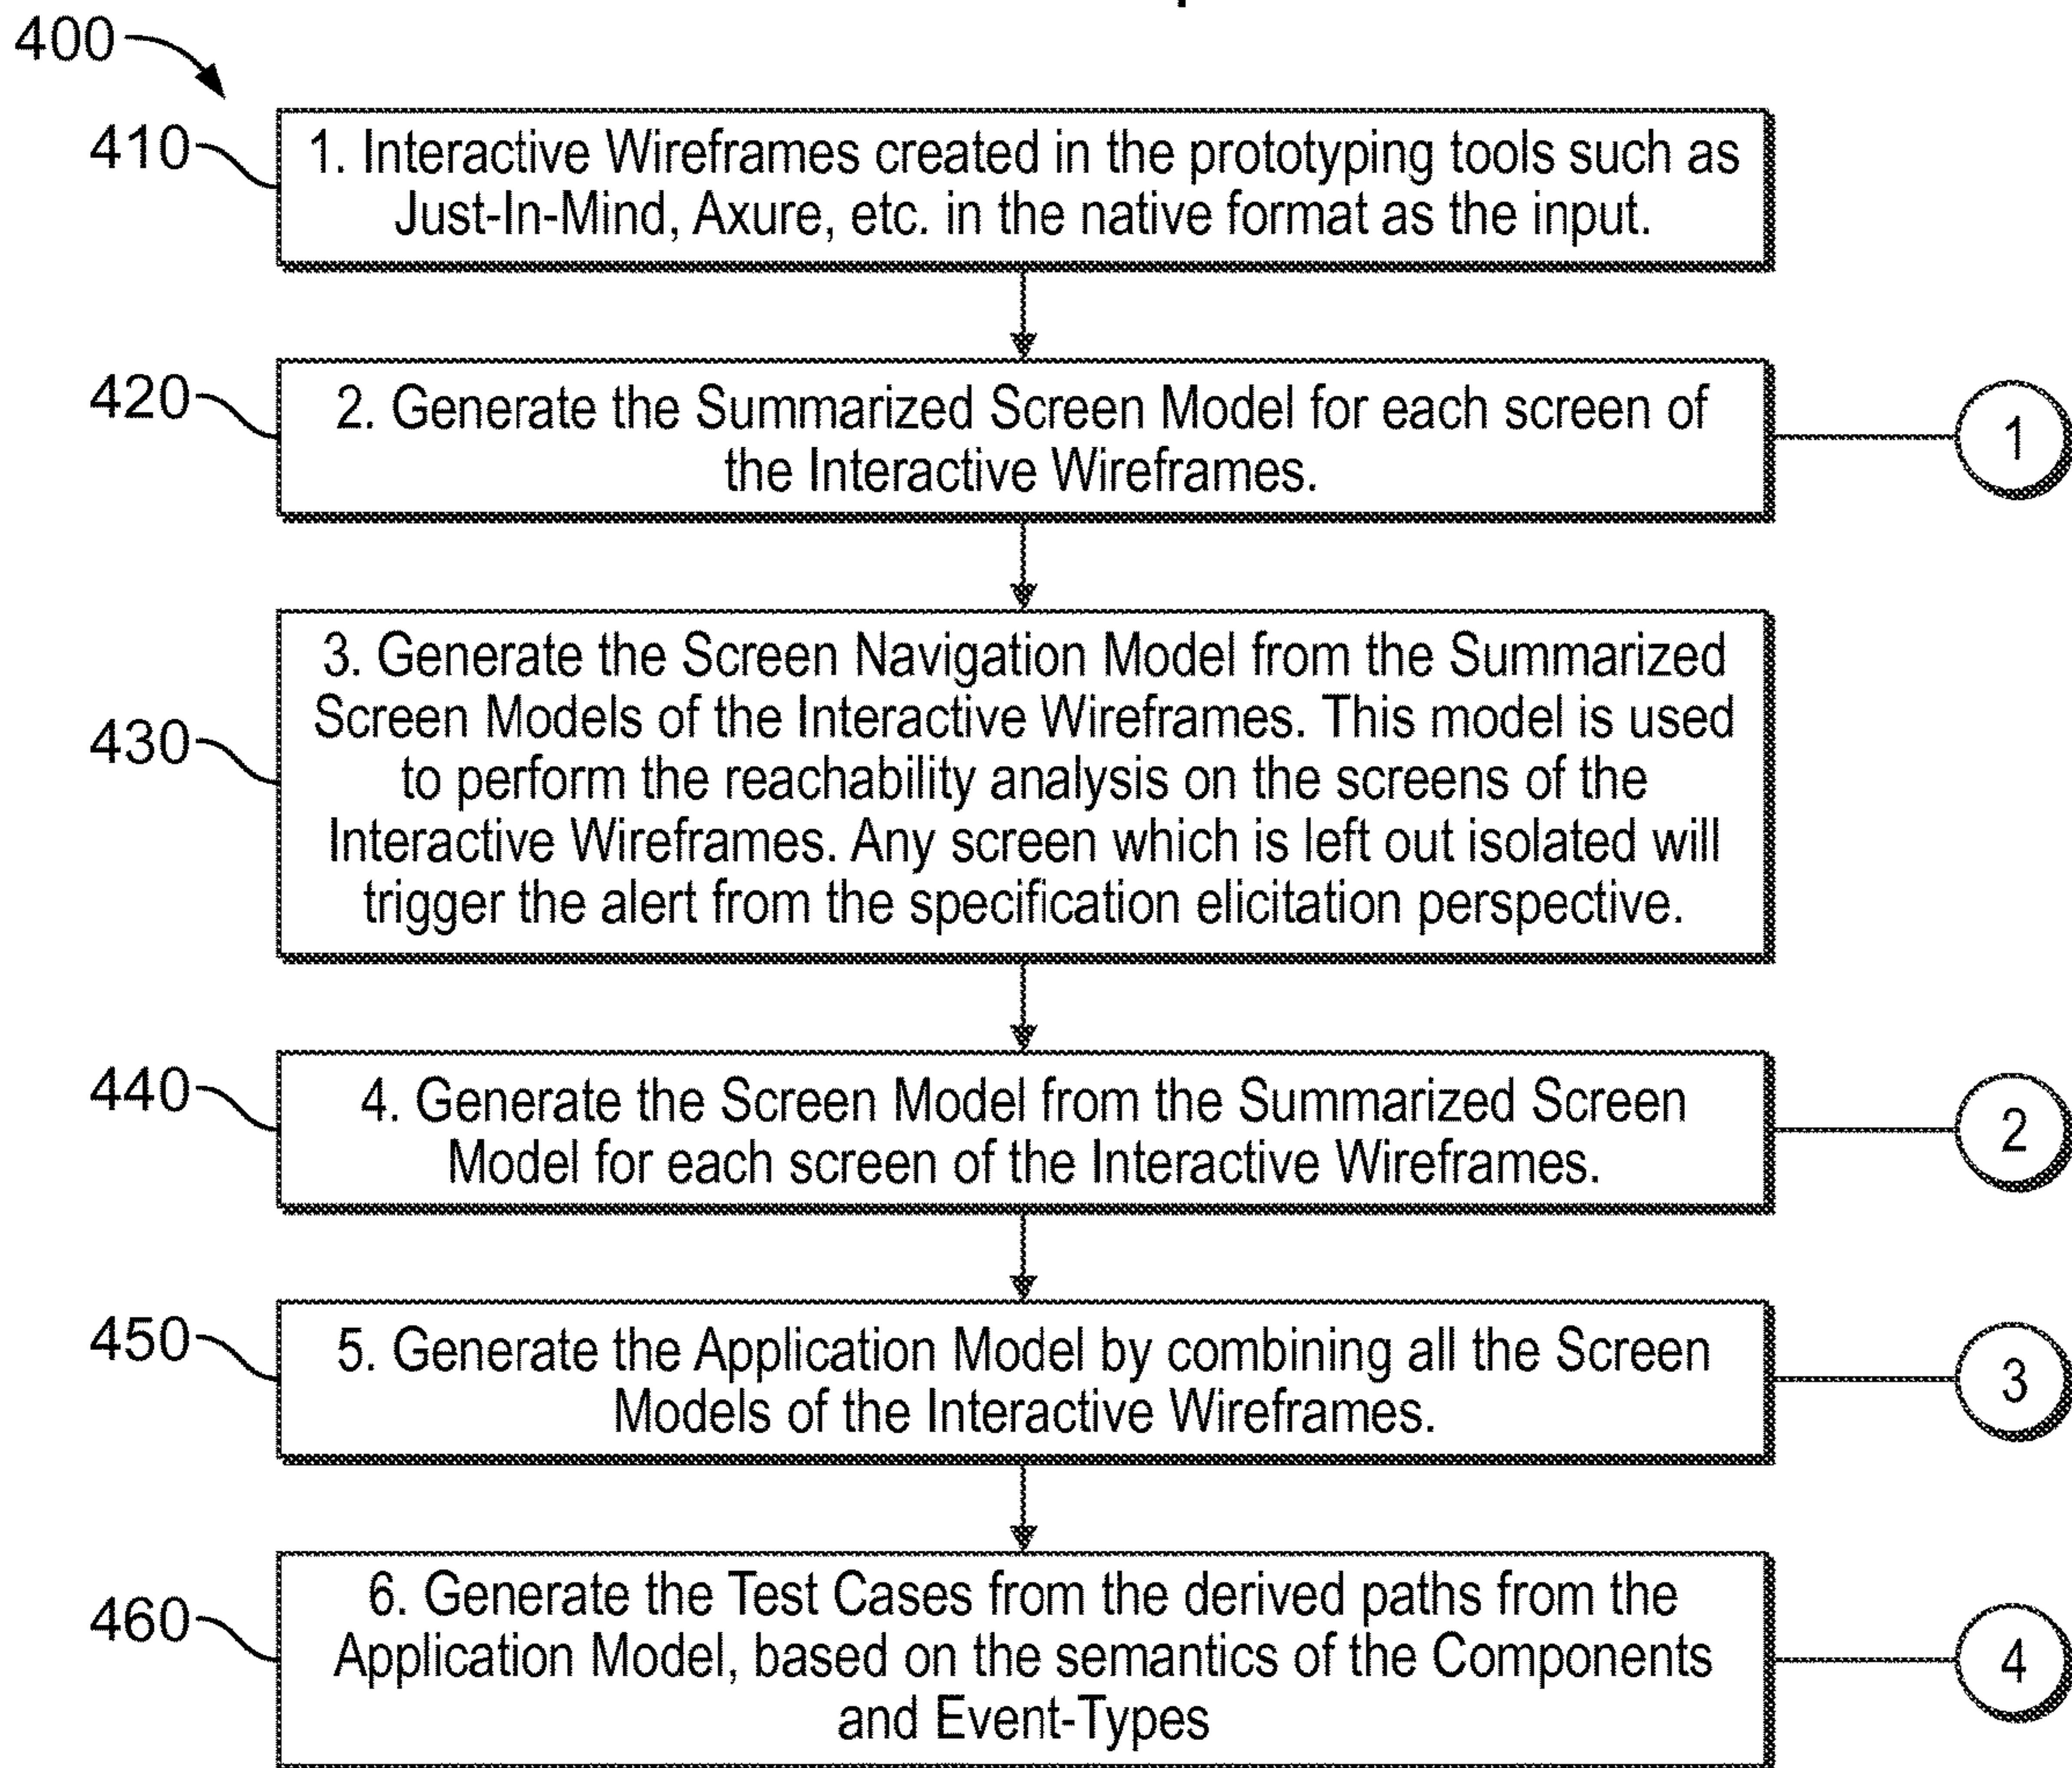 400
410
1. Interactive Wireframes created in the prototyping tools such as
Just-In-Mind, Axure, etc. in the native format as the input.
420
2. Generate the Summarized Screen Model for each screen of
the Interactive Wireframes.
1
430
3. Generate the Screen Navigation Model from the Summarized
Screen Models of the Interactive Wireframes. This model is used
to perform the reachability analysis on the screens of the
Interactive Wireframes. Any screen which is left out isolated will
trigger the alert from the specification elicitation perspective.
440
4. Generate the Screen Model from the Summarized Screen
Model for each screen of the Interactive Wireframes.
2
450
5. Generate the Application Model by combining all the Screen
Models of the Interactive Wireframes.
3
460
6. Generate the Test Cases from the derived paths from the
Application Model, based on the semantics of the Components
and Event-Types
4